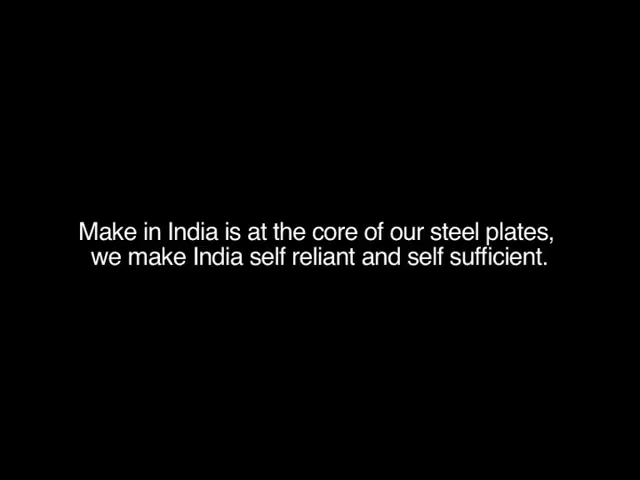 Make in India is at the core of our steel plates,
we make India self reliant and self sufficient.